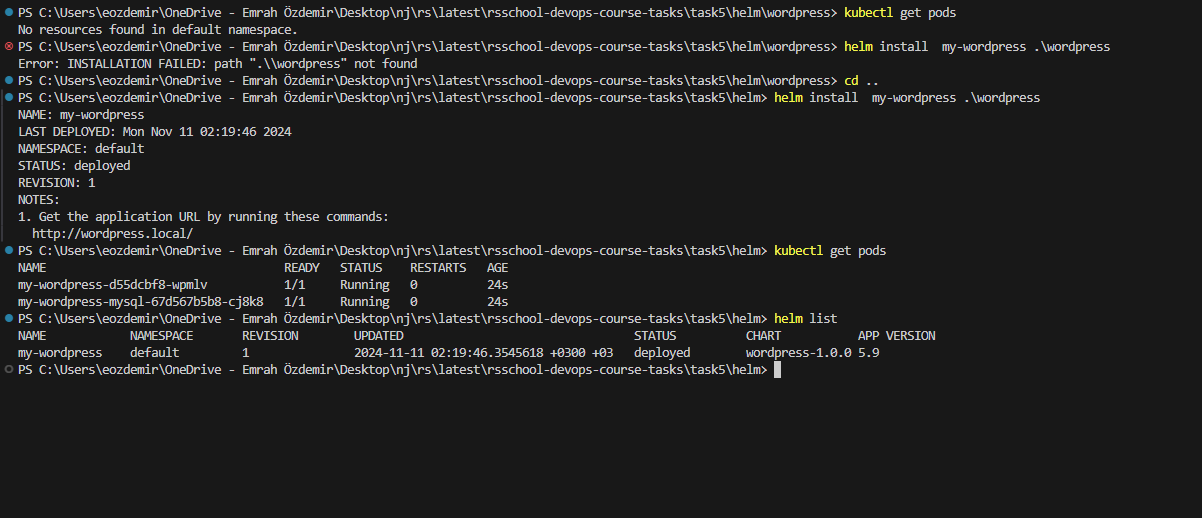 PS C:\Users\eozdemir\OneDrive - Emrah Özdemir\Desktop\nj\rs\latest\rsschool-devops-course-tasks\task5\helm\wordpress> kubectl get pods
No resources found in default namespace.
PS C:\Users\eozdemir\OneDrive - Emrah Özdemir\Desktop\nj\rs\latest\rsschool-devops-course-tasks\task5\helm\wordpress> helm install  my-wordpress .\wordpress
Error: INSTALLATION FAILED: path ".\\wordpress" not found
PS C:\Users\eozdemir\OneDrive - Emrah Özdemir\Desktop\nj\rs\latest\rsschool-devops-course-tasks\task5\helm\wordpress> cd ..
PS C:\Users\eozdemir\OneDrive - Emrah Özdemir\Desktop\nj\rs\latest\rsschool-devops-course-tasks\task5\helm> helm install  my-wordpress .\wordpress
NAME: my-wordpress
LAST DEPLOYED: Mon Nov 11 02:19:46 2024
NAMESPACE: default
STATUS: deployed
REVISION: 1
NOTES:
1. Get the application URL by running these commands:
  http://wordpress.local/
PS C:\Users\eozdemir\OneDrive - Emrah Özdemir\Desktop\nj\rs\latest\rsschool-devops-course-tasks\task5\helm> kubectl get pods
NAME                                  READY   STATUS    RESTARTS   AGE
my-wordpress-d55dcbf8-wpmlv           1/1     Running   0          24s
my-wordpress-mysql-67d567b5b8-cj8k8   1/1     Running   0          24s
PS C:\Users\eozdemir\OneDrive - Emrah Özdemir\Desktop\nj\rs\latest\rsschool-devops-course-tasks\task5\helm> helm list
NAME            NAMESPACE       REVISION        UPDATED                                 STATUS          CHART           APP VERSION
my-wordpress    default         1               2024-11-11 02:19:46.3545618 +0300 +03   deployed        wordpress-1.0.0 5.9
PS C:\Users\eozdemir\OneDrive - Emrah Özdemir\Desktop\nj\rs\latest\rsschool-devops-course-tasks\task5\helm>